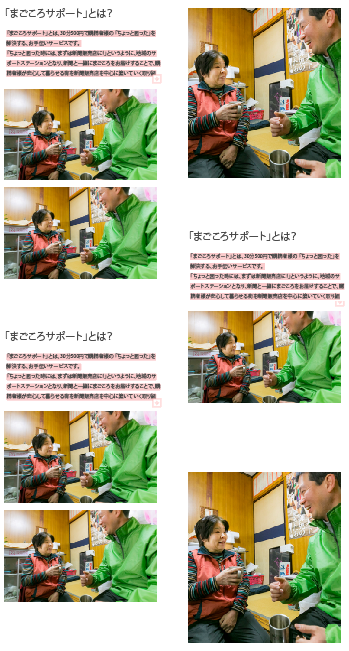 「まごころサポート」とは?
「まごころサポート」とは、30分500円で購読者様の「ちょっと困った」を
解決する、お手伝いサービスです。
「ちょっと困った時には、まずは新聞販売店に！」というように、地域のサ
ポートステーションとなり、新聞と一緒にまごころをお届けすることで、購
読者様が安心して暮らせる街を新聞販売店を中心に築いていく取り組
「まごころサポート」とは?
「まごころサポート」とは、30分500円で購読者様の「ちょっと困った」を
解決する、お手伝いサービスです。
「ちょっと困った時には、まずは新聞販売店に！」というように、地域のサ
ポートステーションとなり、新聞と一緒にまごころをお届けすることで、購
読者様が安心して暮らせる街を新聞販売店を中心に築いていく取り組
「まごころサポート」とは?
「まごころサポート」とは、30分500円で購読者様の「ちょっと困った」を
解決する、お手伝いサービスです。
「ちょっと困った時には、まずは新聞販売店に！」というように、地域のサ
ポートステーションとなり、新聞と一緒にまごころをお届けすることで、購
読者様が安心して暮らせる街を新聞販売店を中心に築いていく取り組